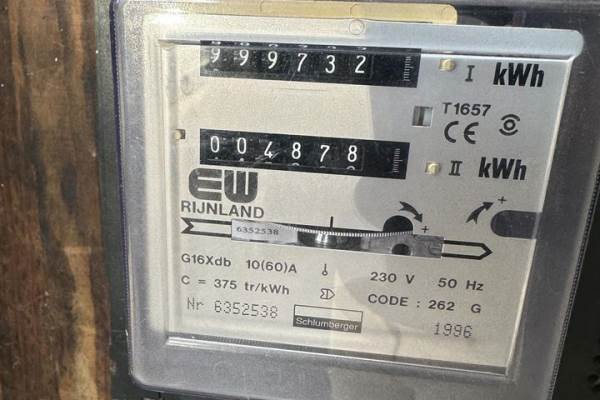 999732 I kWh
T1657
CE
004878 II kWh
EW
RIJNLAND
6352538
+ +
G16Xdb 10(60)A 230 V 50 Hz
C = 375 tr/kWh CODE : 262 G
Nr 6352538 Schlumberger 1996